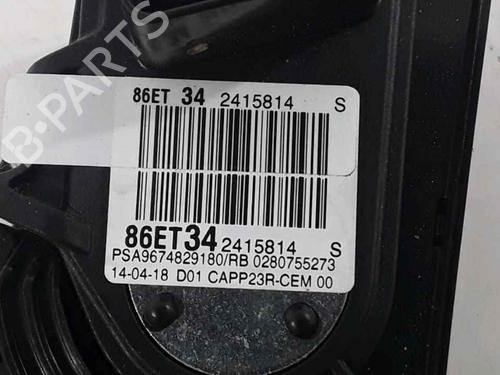 B-PARTS
86ET 34 2415814 S
86ET34 2415814 S
PSA9674829180/RB 0280755273
14-04-18 D01 CAPP23R-CEM 00